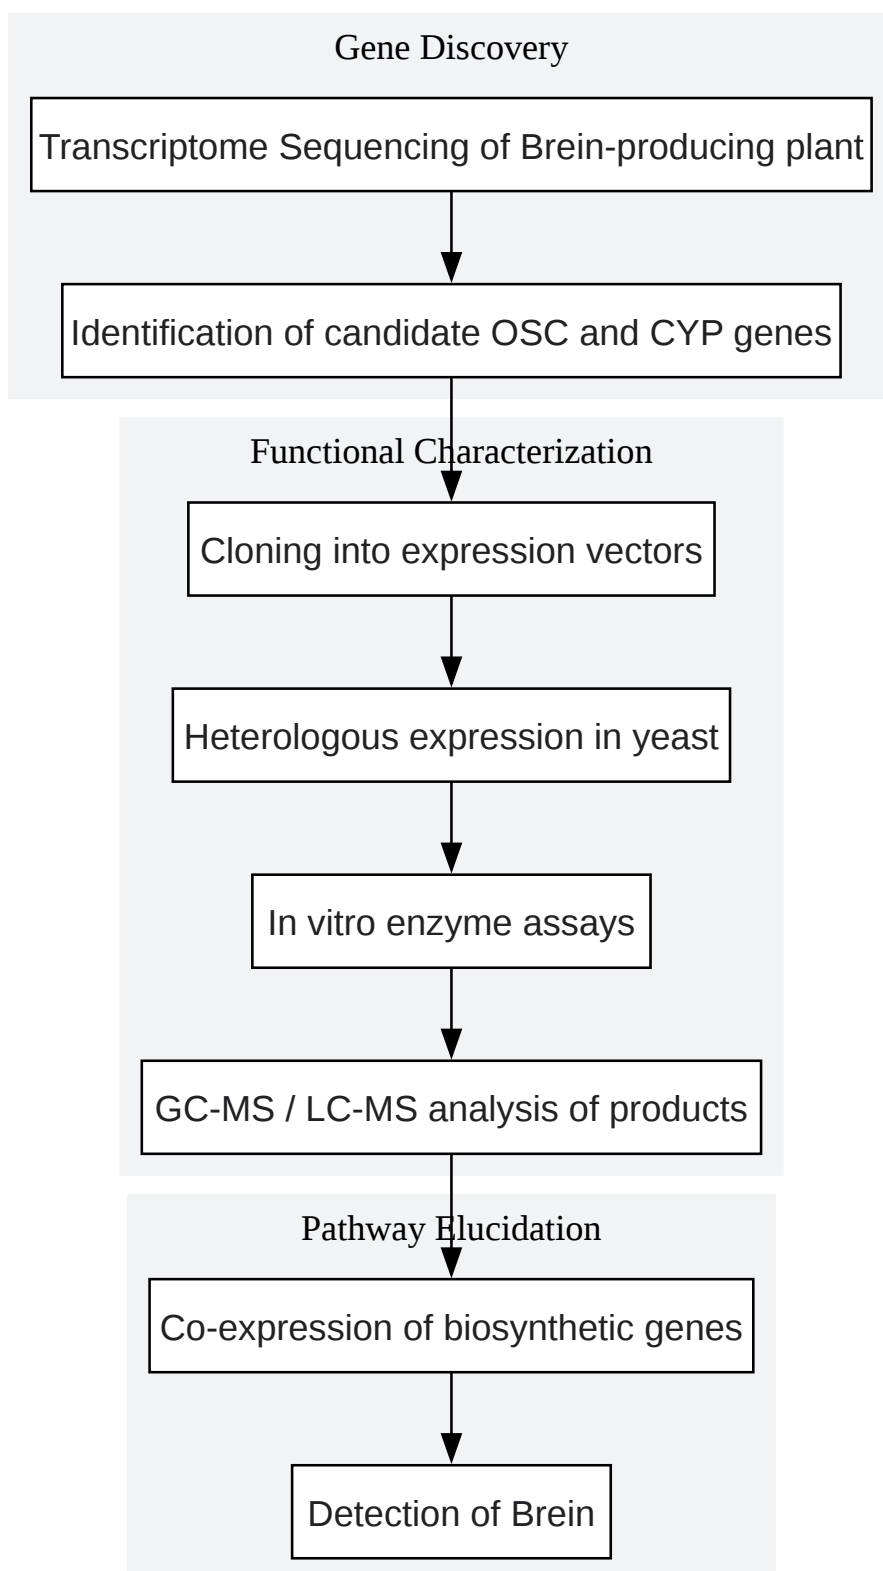 Gene Discovery
Transcriptome Sequencing of Brein-producing plant
Identification of candidate OSC and CYP genes
Functional Characterization
Cloning into expression vectors
Heterologous expression in yeast
In vitro enzyme assays
GC-MS / LC-MS analysis of products
Pathway Elucidation
Co-expression of biosynthetic genes
Detection of Brein